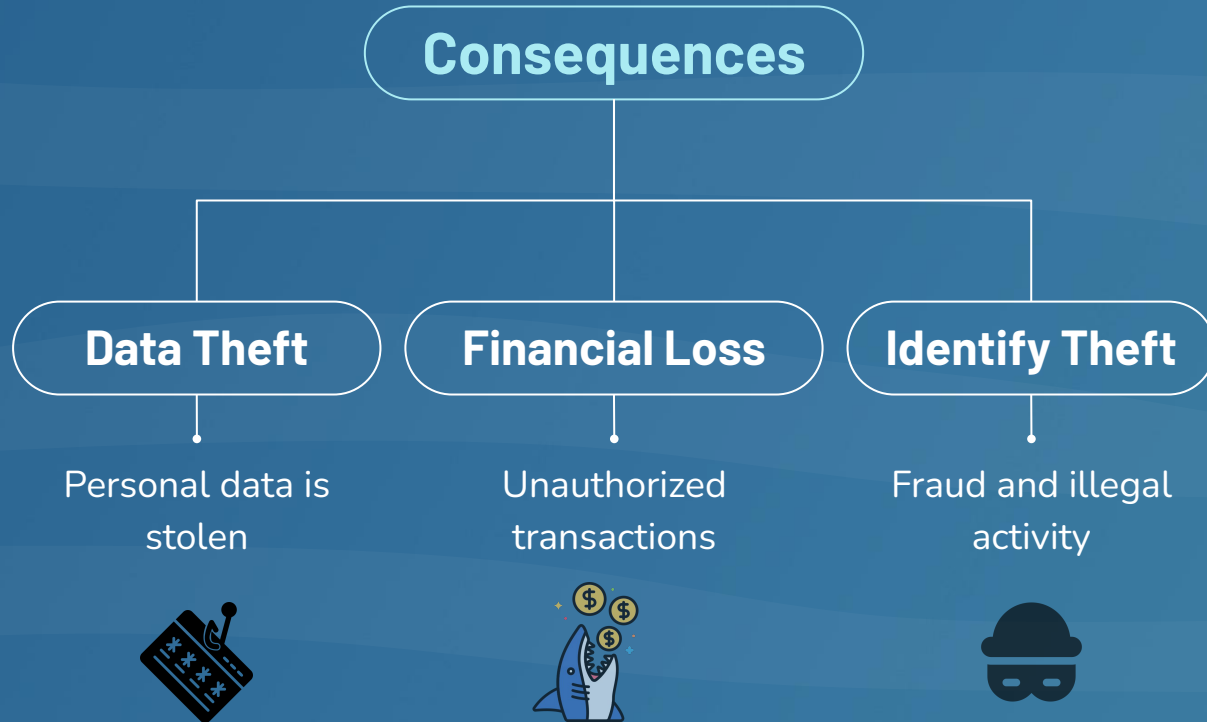 Consequences
Data Theft
Financial Loss
Identify Theft
Personal data is
stolen
Unauthorized
transactions
Fraud and illegal
activity
* * * *
$
$
$